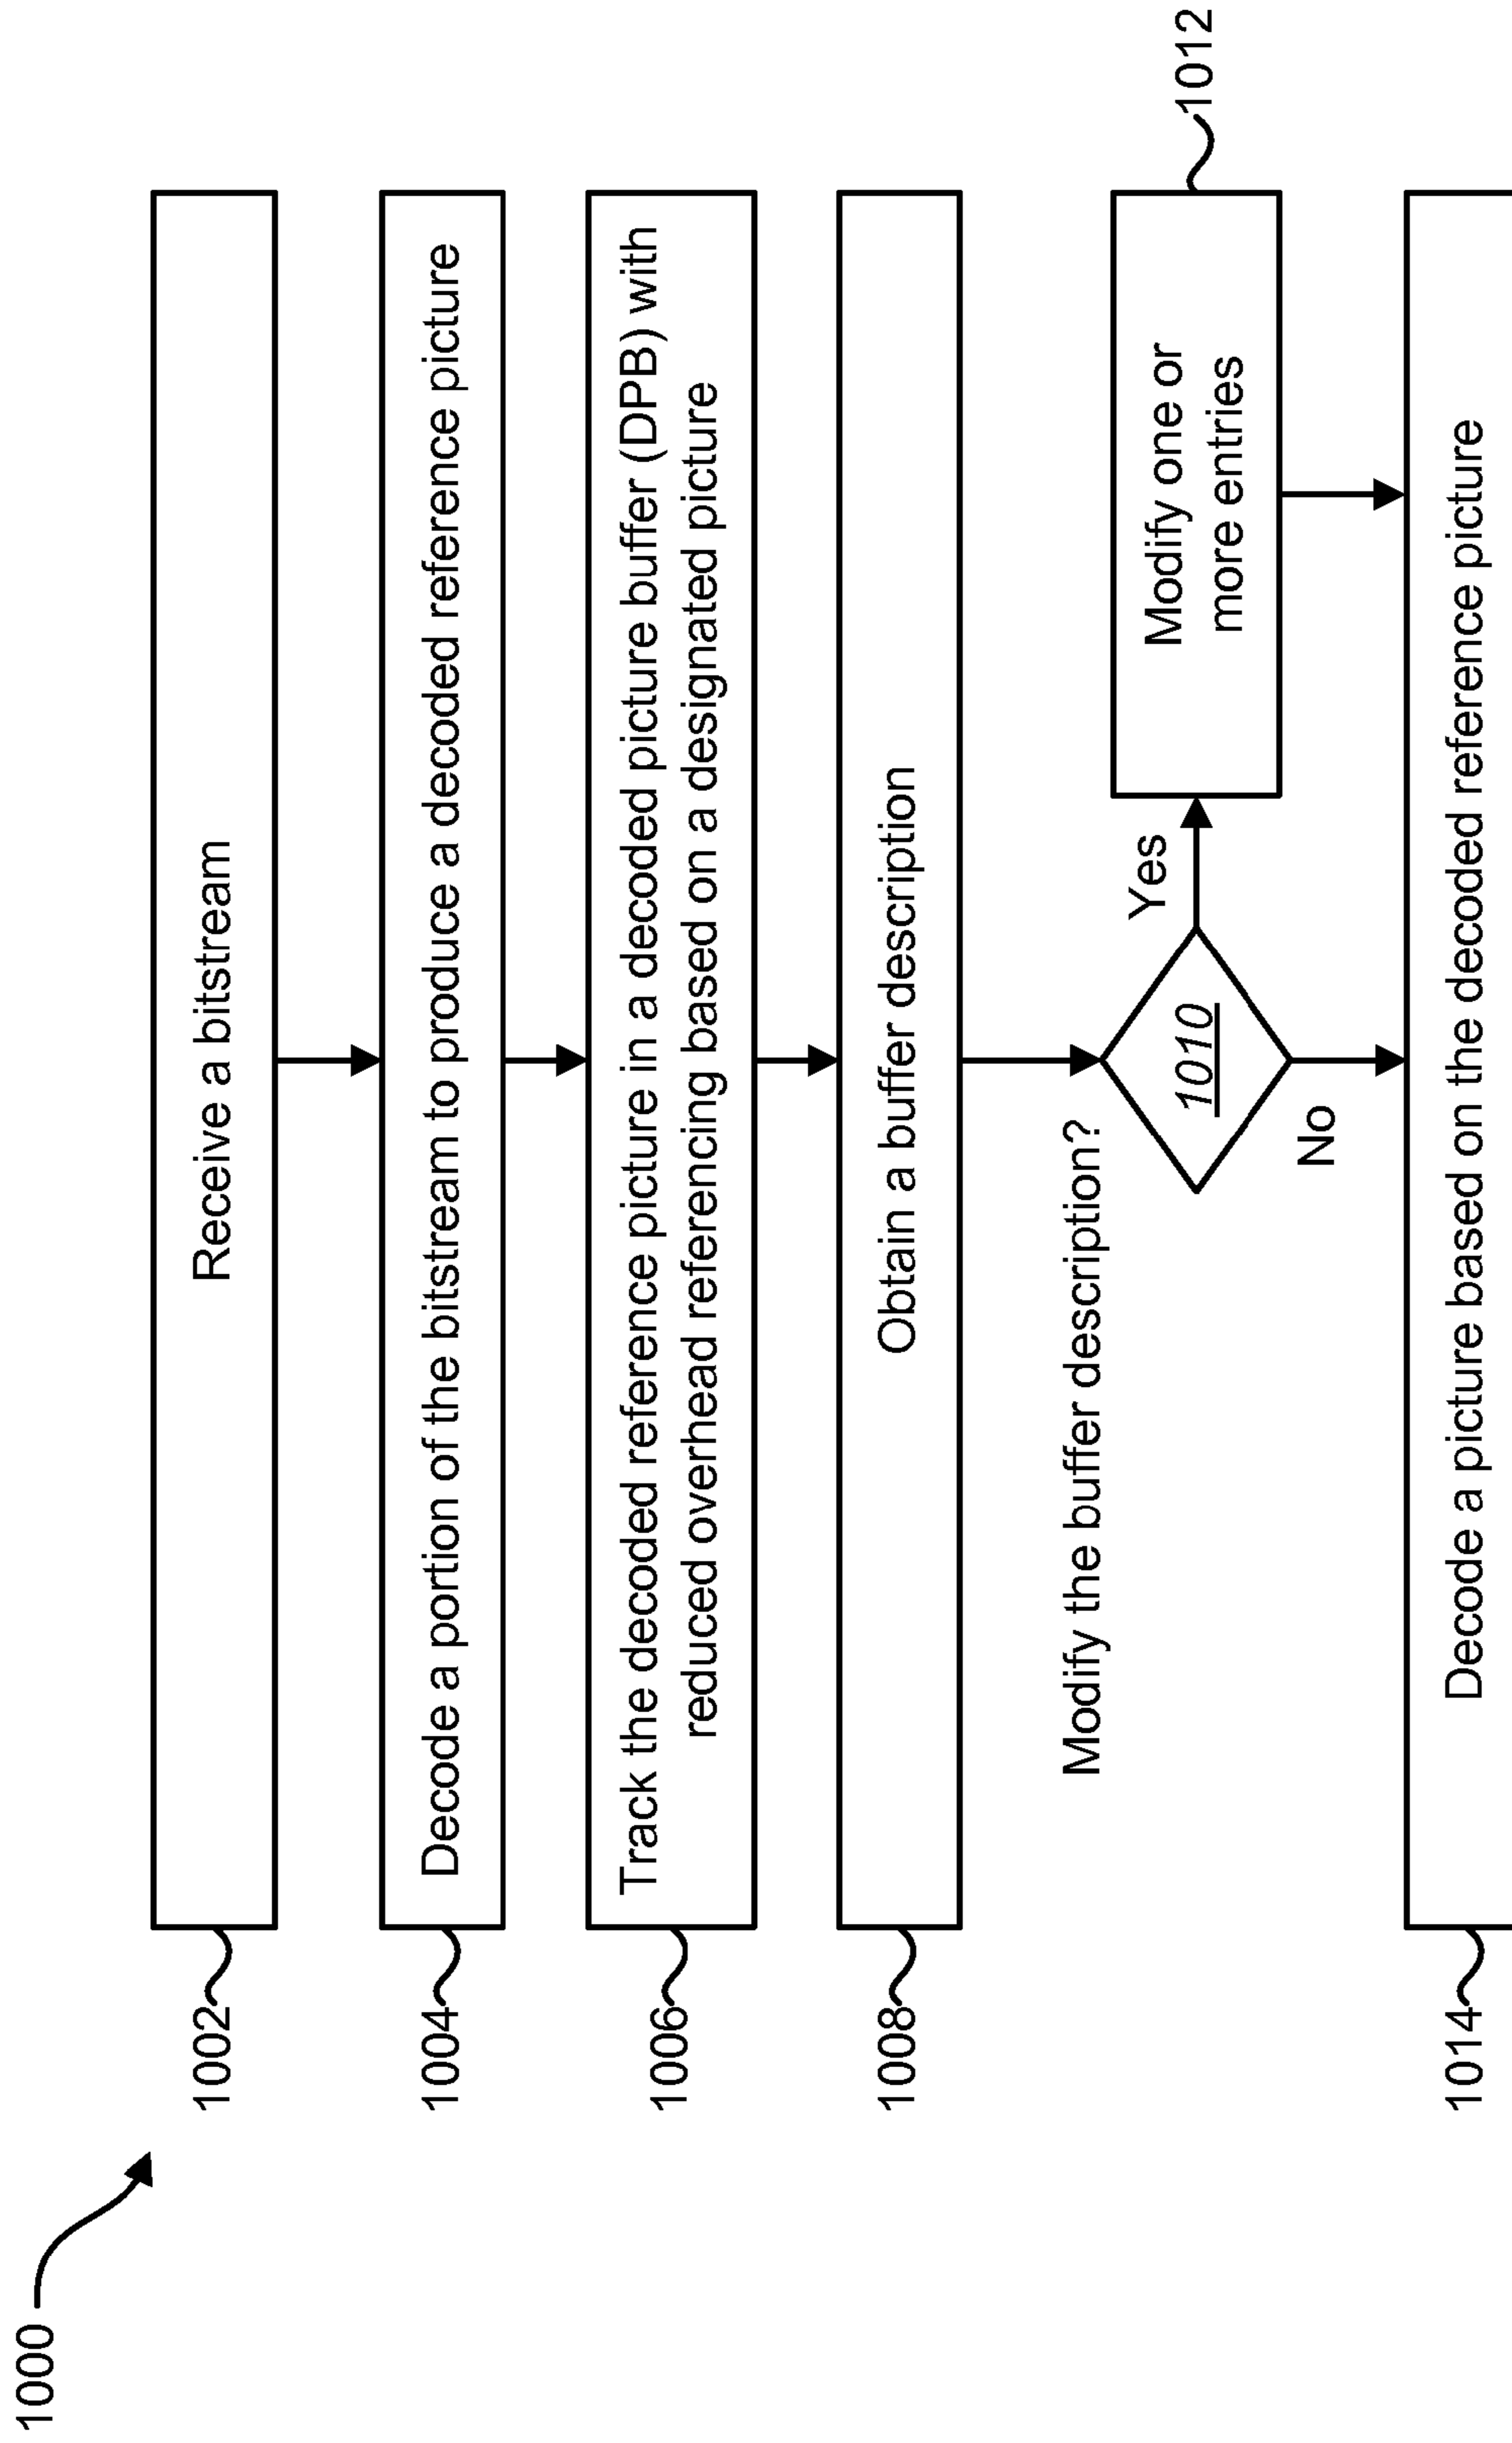 1000
1002
Receive a bitstream
1004
Decode a portion of the bitstream to produce a decoded reference picture
1006
Track the decoded reference picture in a decoded picture buffer (DPB) with
reduced overhead referencing based on a designated picture
1008
Obtain a buffer description
Modify the buffer description?
1010
Yes
No
Modify one or
more entries
1012
1014
Decode a picture based on the decoded reference picture